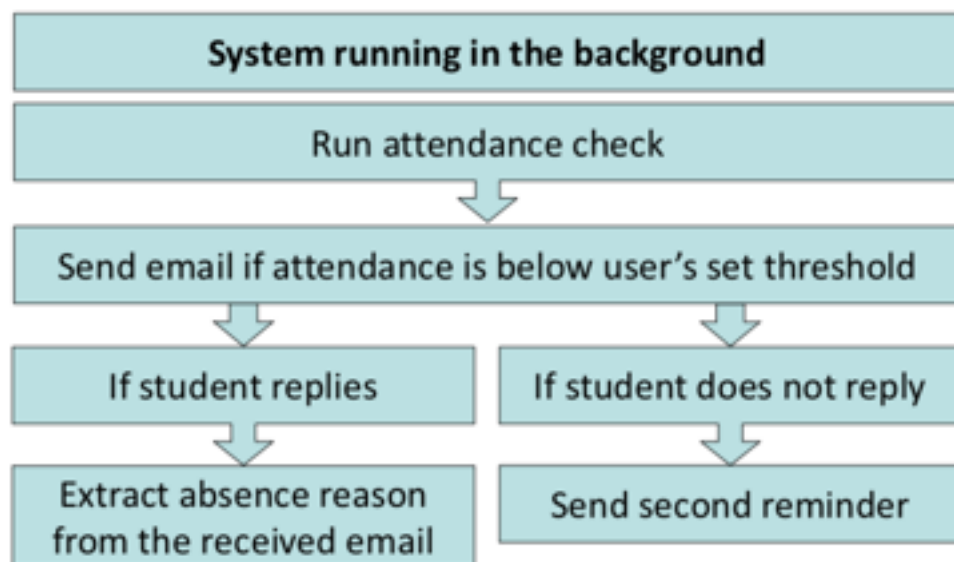 System running in the background
Run attendance check
Send email if attendance is below user's set threshold
If student replies
If student does not reply
Extract absence reason
from the received email
Send second reminder